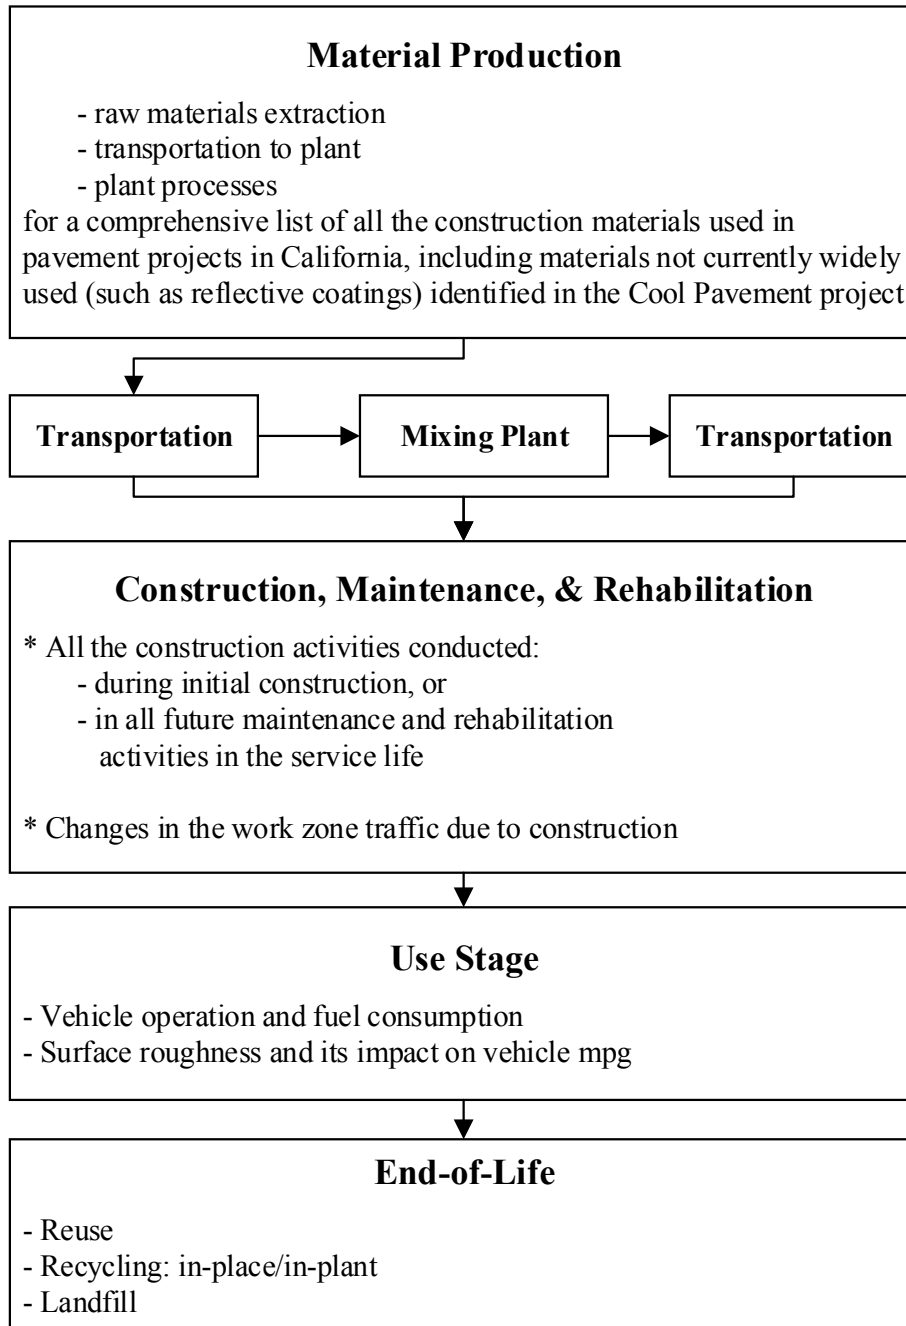 Material Production
- raw materials extraction
- transportation to plant
- plant processes
for a comprehensive list of all the construction materials used in
pavement projects in California, including materials not currently widely
used (such as reflective coatings) identified in the Cool Pavement project
Transportation
Mixing Plant
Transportation
Construction, Maintenance, & Rehabilitation
* All the construction activities conducted:
- during initial construction, or
- in all future maintenance and rehabilitation
activities in the service life
* Changes in the work zone traffic due to construction
Use Stage
- Vehicle operation and fuel consumption
- Surface roughness and its impact on vehicle mpg
End-of-Life
- Reuse
- Recycling: in-place/in-plant
- Landfill